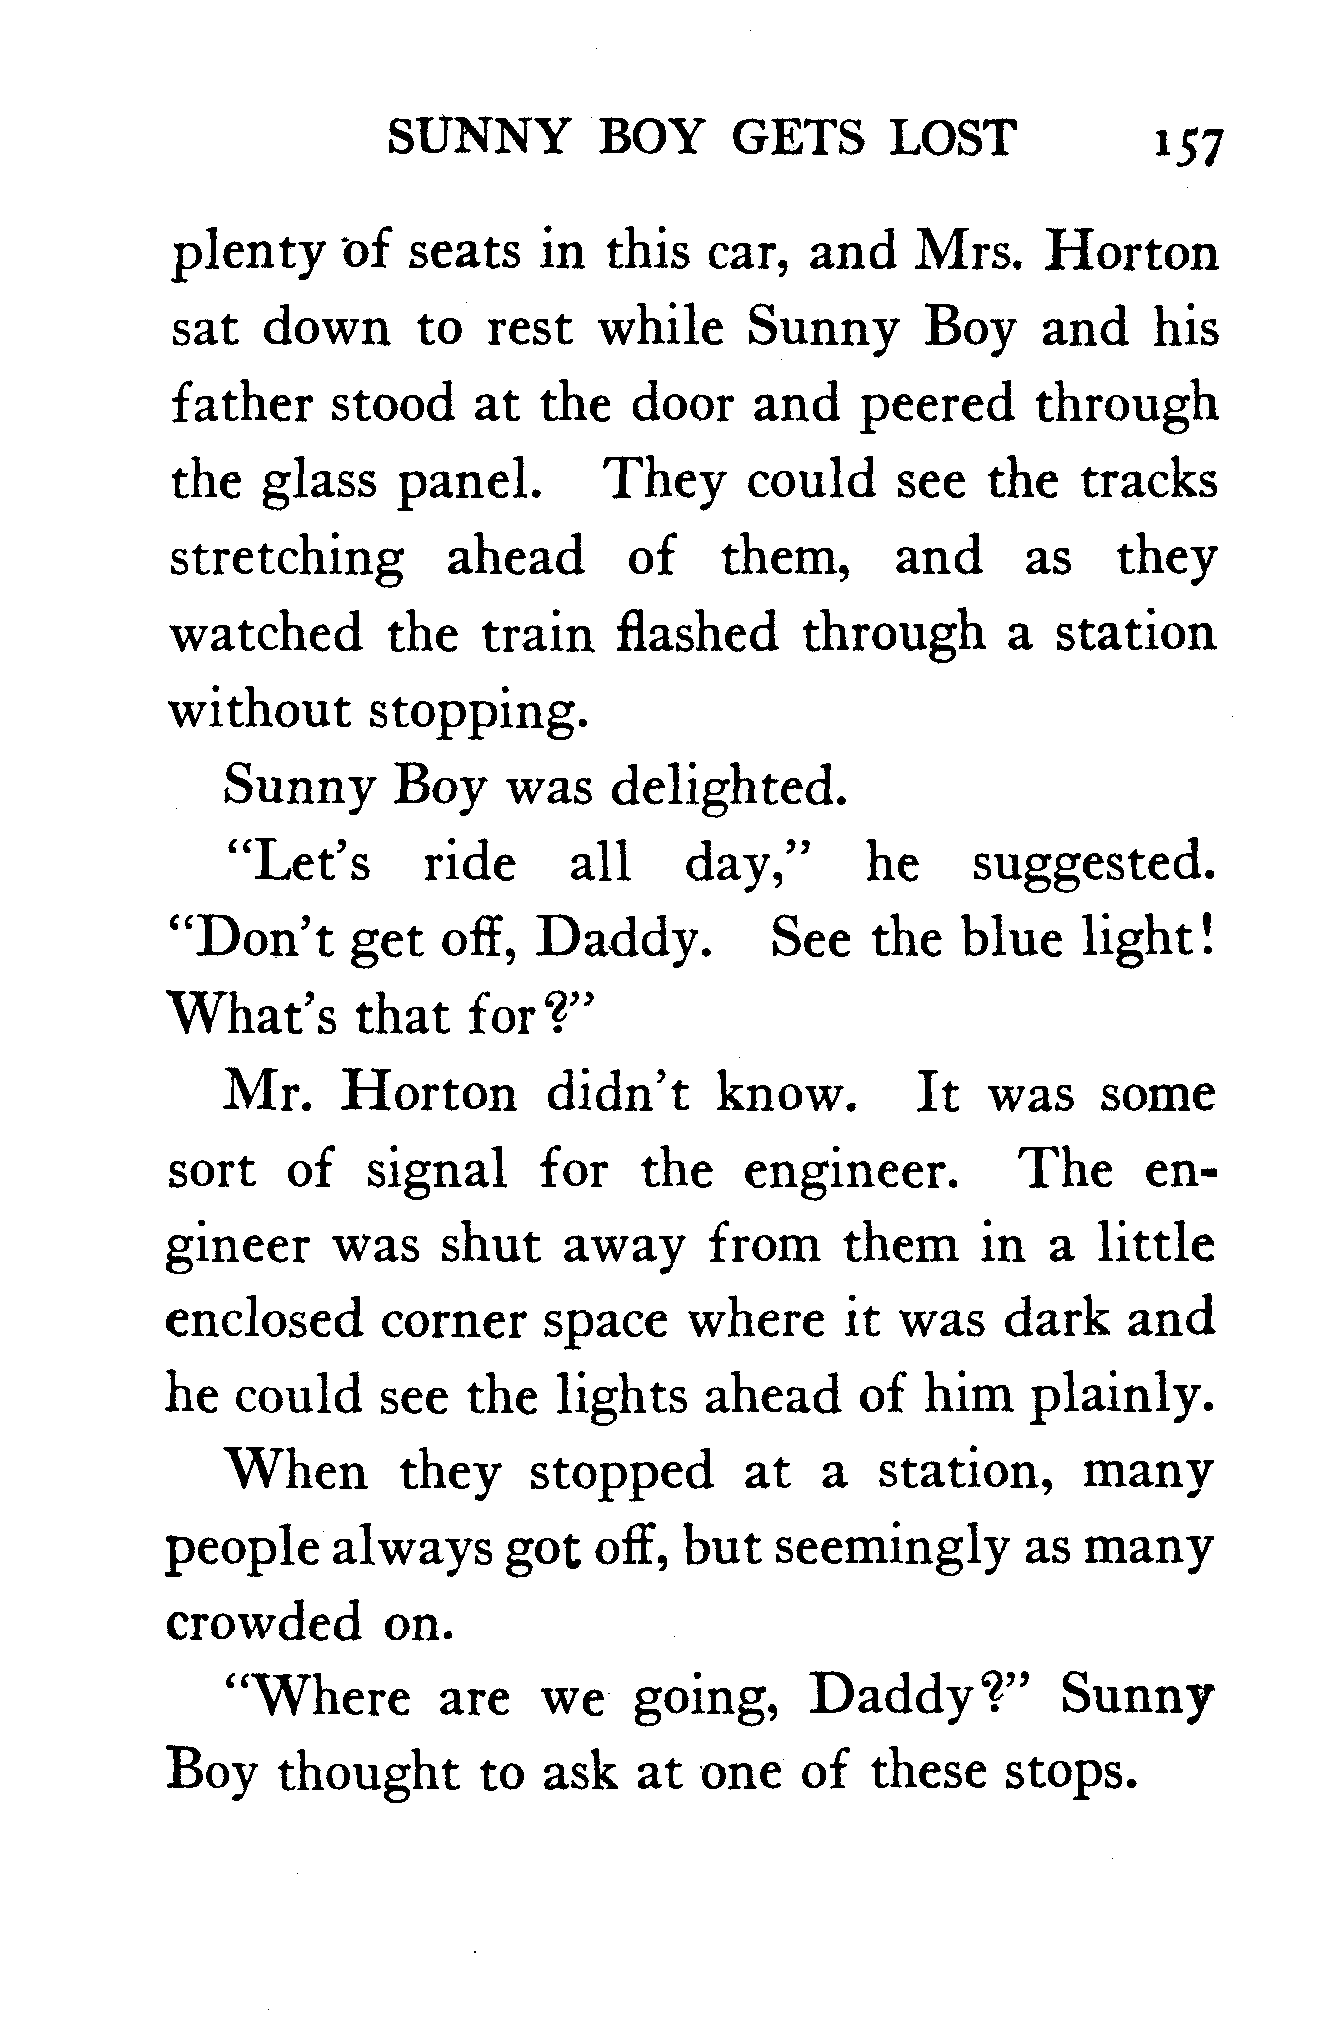 SUNNY BOY GETS LOST 157
plenty of seats in this car, and Mrs. Horton
sat down to rest while Sunny Boy and his
father stood at the door and peered through
the glass panel. They could see the tracks
stretching ahead of them, and as they
watched the train flashed through a station
without stopping.
Sunny Boy was delighted.
“Let’s ride all day,” he suggested.
“Don’t get off, Daddy. See the blue light!
What’s that for?”
Mr. Horton didn’t know. It was some
sort of signal for the engineer. The en-
gineer was shut away from them in a little
enclosed corner space where it was dark and
he could see the lights ahead of him plainly.
When they stopped at a station, many
people always got off, but seemingly as many
crowded on.
“Where are we going, Daddy?” Sunny
Boy thought to ask at one of these stops.